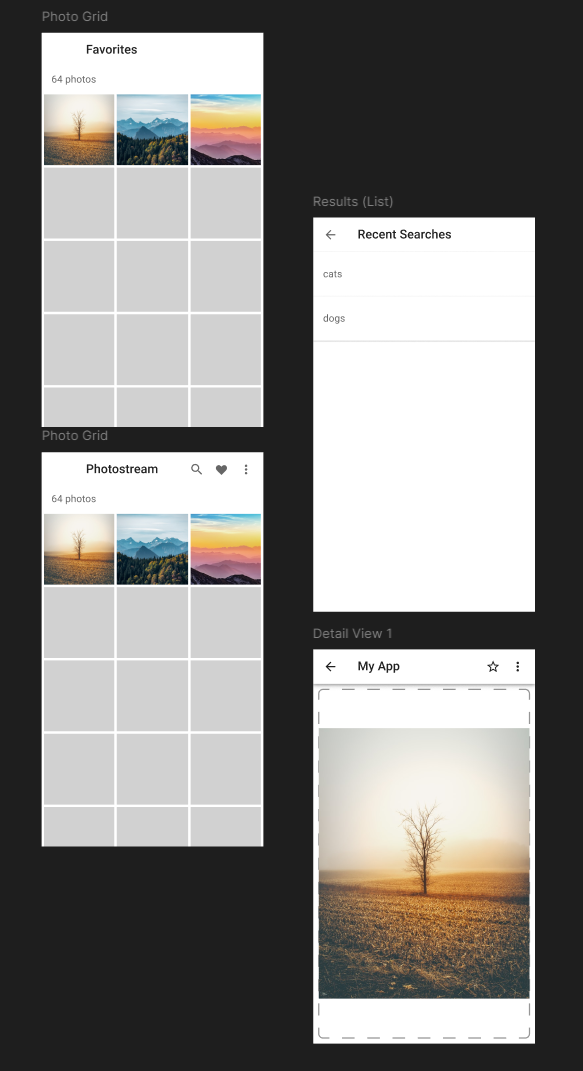 Photo Grid
Favorites
64 photos
Photo Grid
Photostream
64 photos
Results (List)
Recent Searches
cats
dogs
Detail View 1
My App